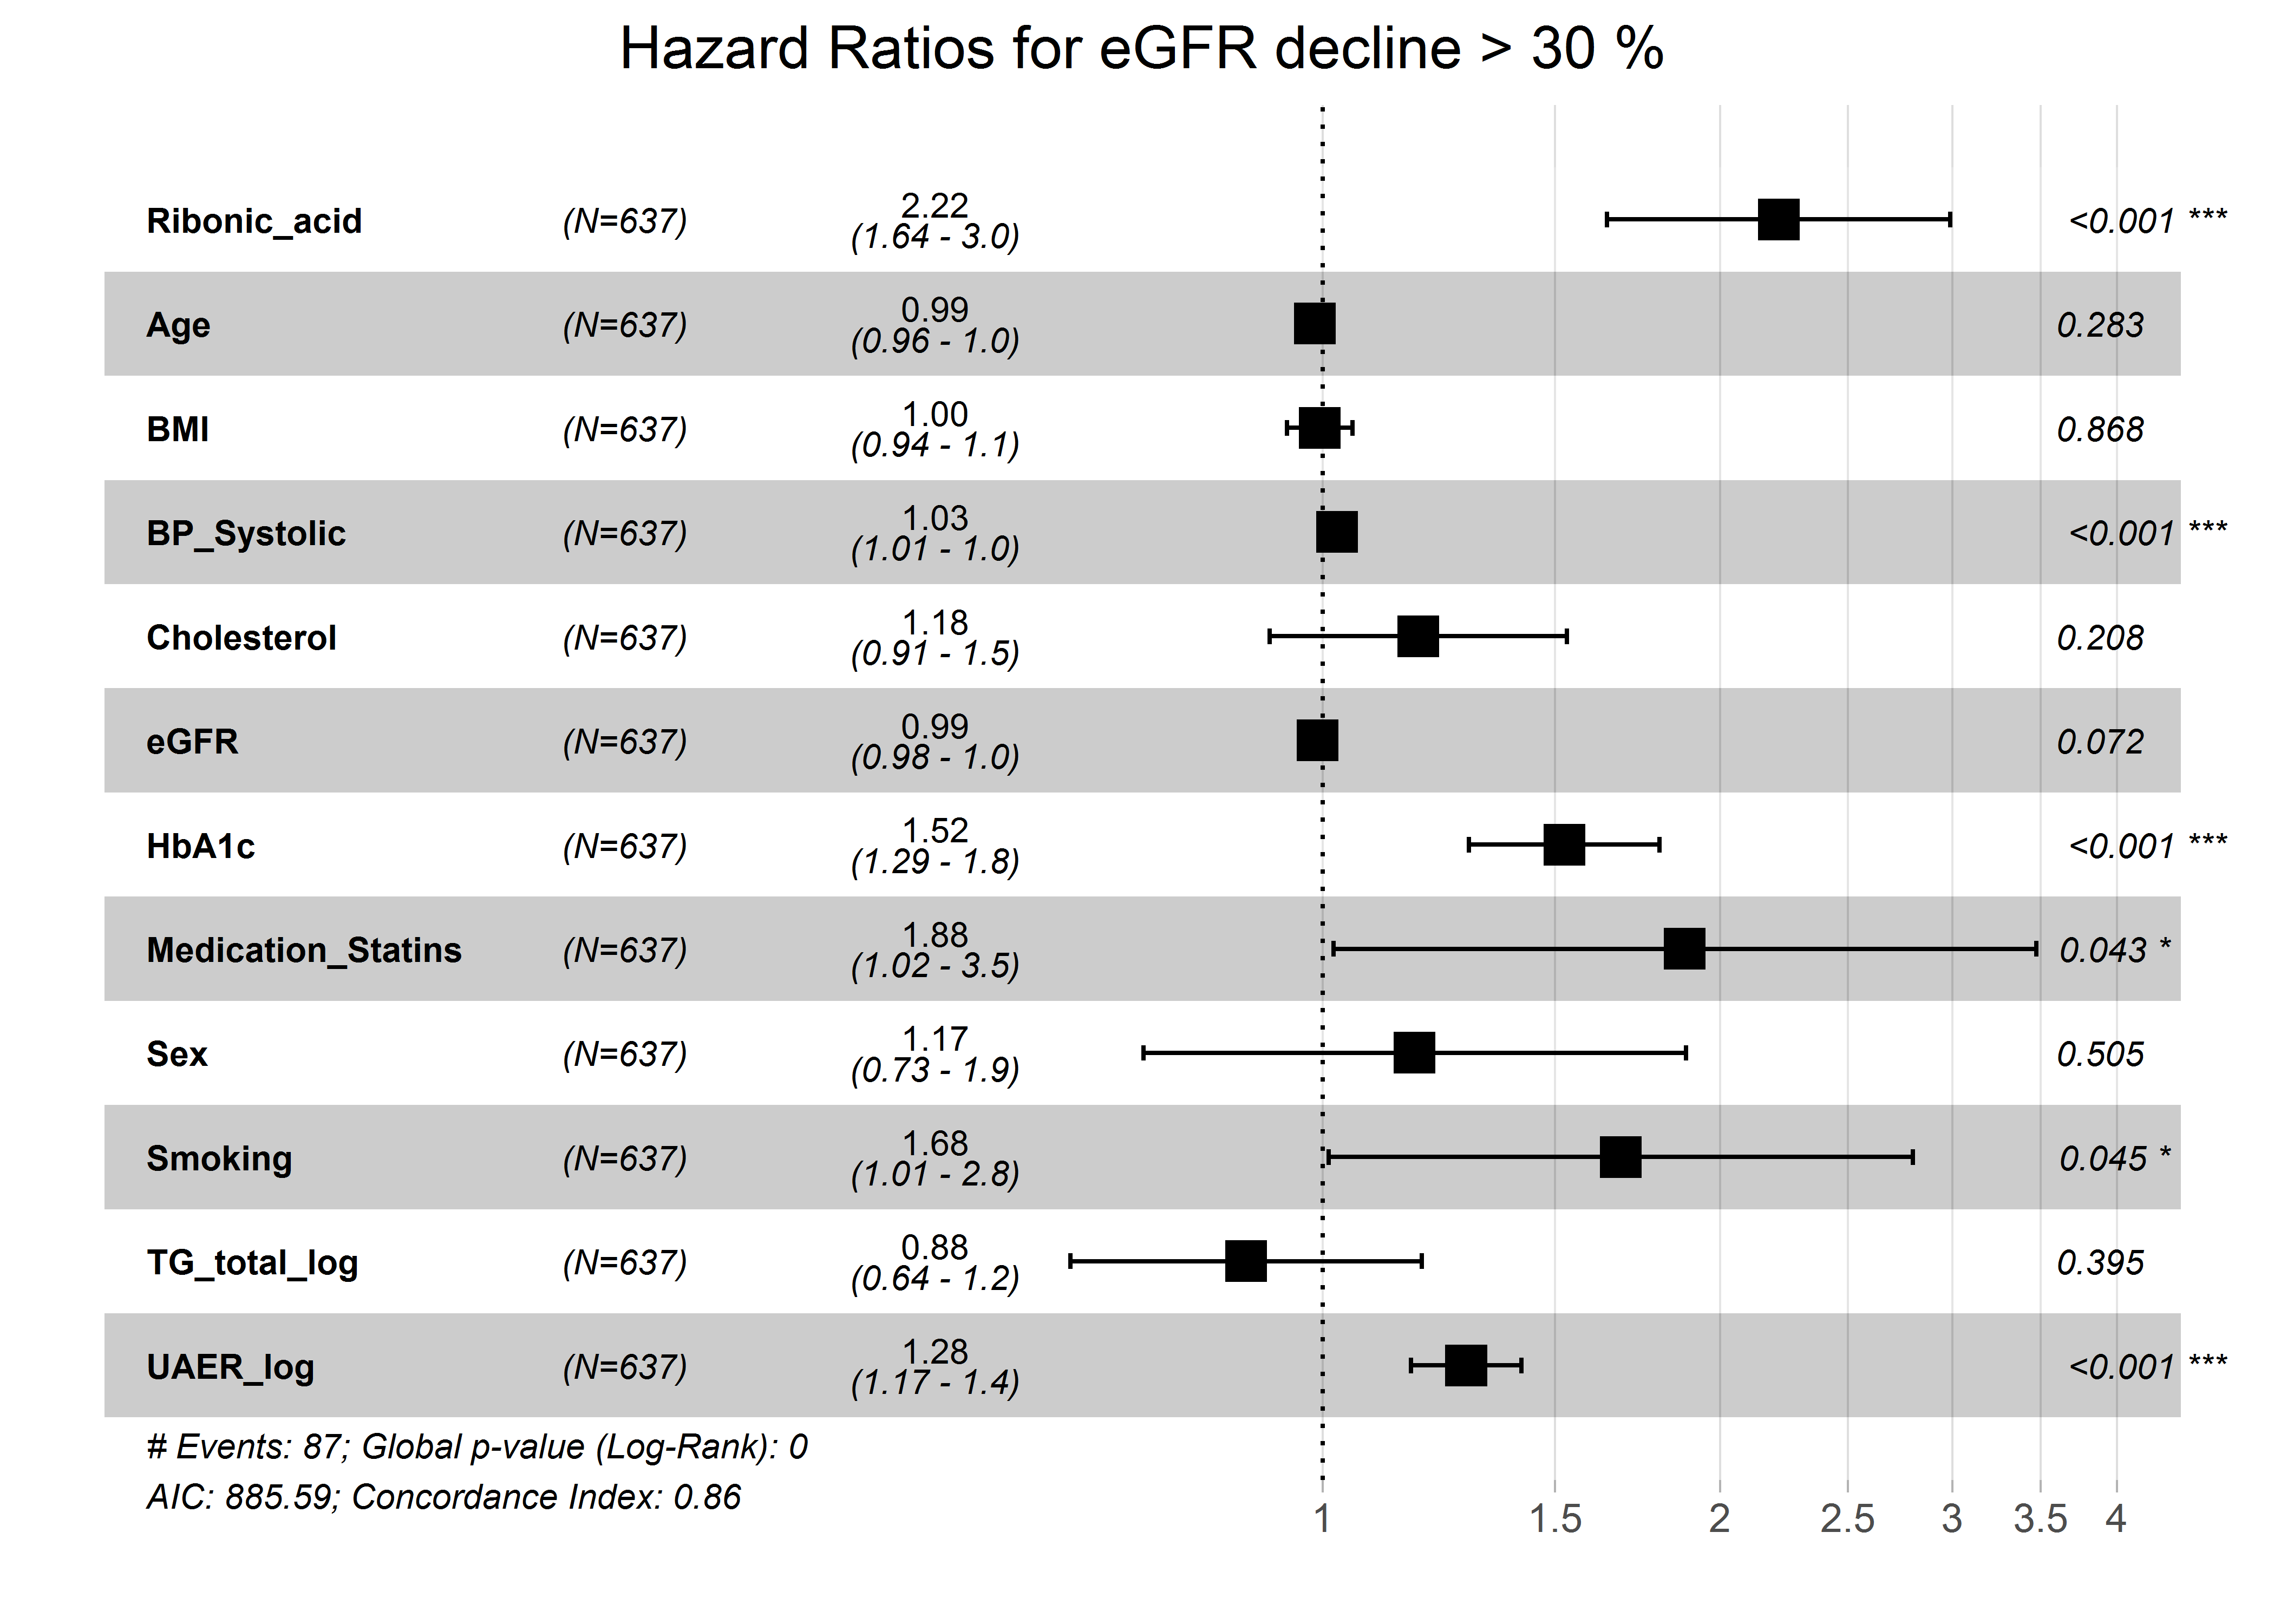 Hazard Ratios for eGFR decline > 30 %
Ribonic_acid (N=637) 2.22 (1.64 - 3.0) <0.001 ***
Age (N=637) 0.99 (0.96 - 1.0) 0.283
BMI (N=637) 1.00 (0.94 - 1.1) 0.868
BP_Systolic (N=637) 1.03 (1.01 - 1.0) <0.001 ***
Cholesterol (N=637) 1.18 (0.91 - 1.5) 0.208
eGFR (N=637) 0.99 (0.98 - 1.0) 0.072
HbA1c (N=637) 1.52 (1.29 - 1.8) <0.001 ***
Medication_Statins (N=637) 1.88 (1.02 - 3.5) 0.043 *
Sex (N=637) 1.17 (0.73 - 1.9) 0.505
Smoking (N=637) 1.68 (1.01 - 2.8) 0.045 *
TG_total_log (N=637) 0.88 (0.64 - 1.2) 0.395
UAER_log (N=637) 1.28 (1.17 - 1.4) <0.001 ***
# Events: 87; Global p-value (Log-Rank): 0
AIC: 885.59; Concordance Index: 0.86
1 1.5 2 2.5 3 3.5 4